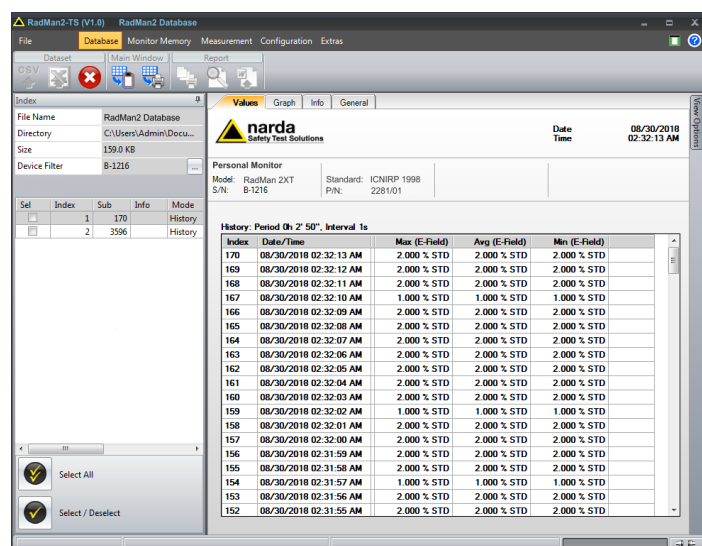 RadMan2-TS (V1.0) RadMan2 Database
File Database Monitor Memory Measurement Configuration Extras
Dataset Main Window Report
CSV
Index
File Name RadMan2 Database
Directory C:\Users\Admin\Docu...
Size 159.0 KB
Device Filter B-1216 ...
Sel Index Sub Info Mode
1 170 History
2 3596 History
Select All
Select / Deselect
Values Graph Info General
View Options
narda
Safety Test Solutions
Date 08/30/2018
Time 02:32:13 AM
Personal Monitor
Model: RadMan 2XT Standard: ICNIRP 1998
S/N: B-1216 P/N: 2281/01
History: Period 0h 2' 50", Interval 1s
Index Date/Time Max (E-Field) Avg (E-Field) Min (E-Field)
170 08/30/2018 02:32:13 AM 2.000 % STD 2.000 % STD 2.000 % STD
169 08/30/2018 02:32:12 AM 2.000 % STD 2.000 % STD 2.000 % STD
168 08/30/2018 02:32:11 AM 2.000 % STD 2.000 % STD 2.000 % STD
167 08/30/2018 02:32:10 AM 1.000 % STD 1.000 % STD 1.000 % STD
166 08/30/2018 02:32:09 AM 2.000 % STD 2.000 % STD 2.000 % STD
165 08/30/2018 02:32:08 AM 2.000 % STD 2.000 % STD 2.000 % STD
164 08/30/2018 02:32:07 AM 2.000 % STD 2.000 % STD 2.000 % STD
163 08/30/2018 02:32:06 AM 2.000 % STD 2.000 % STD 2.000 % STD
162 08/30/2018 02:32:05 AM 2.000 % STD 2.000 % STD 2.000 % STD
161 08/30/2018 02:32:04 AM 2.000 % STD 2.000 % STD 2.000 % STD
160 08/30/2018 02:32:03 AM 2.000 % STD 2.000 % STD 2.000 % STD
159 08/30/2018 02:32:02 AM 1.000 % STD 1.000 % STD 1.000 % STD
158 08/30/2018 02:32:01 AM 2.000 % STD 2.000 % STD 2.000 % STD
157 08/30/2018 02:32:00 AM 2.000 % STD 2.000 % STD 2.000 % STD
156 08/30/2018 02:31:59 AM 2.000 % STD 2.000 % STD 2.000 % STD
155 08/30/2018 02:31:58 AM 2.000 % STD 2.000 % STD 2.000 % STD
154 08/30/2018 02:31:57 AM 1.000 % STD 1.000 % STD 1.000 % STD
153 08/30/2018 02:31:56 AM 2.000 % STD 2.000 % STD 2.000 % STD
152 08/30/2018 02:31:55 AM 2.000 % STD 2.000 % STD 2.000 % STD